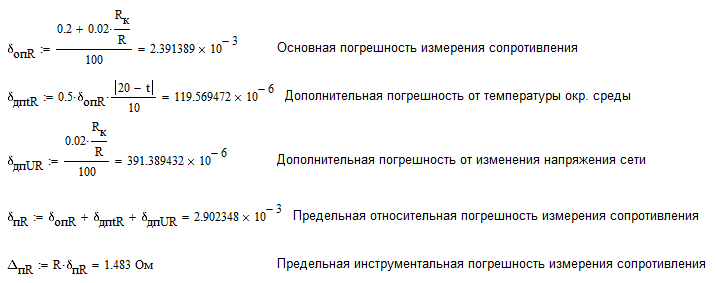 δопR := (0.2 + 0.02·Rк/R)/100 = 2.391389 × 10^-3 Основная погрешность измерения сопротивления
δдптR := 0.5·δопR·|20 − t|/10 = 119.569472 × 10^-6 Дополнительная погрешность от температуры окр. среды
δдпUR := (0.02·Rк/R)/100 = 391.389432 × 10^-6 Дополнительная погрешность от изменения напряжения сети
δпR := δопR + δдптR + δдпUR = 2.902348 × 10^-3 Предельная относительная погрешность измерения сопротивления
ΔпR := R·δпR = 1.483 Ом Предельная инструментальная погрешность измерения сопротивления